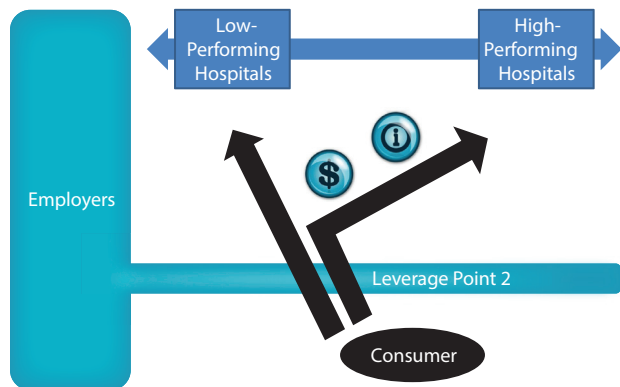 Low-
Performing
Hospitals
High-
Performing
Hospitals
$
i
Employers
Leverage Point 2
Consumer